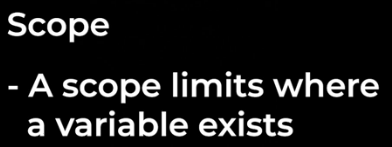 Scope
- A scope limits where
a variable exists